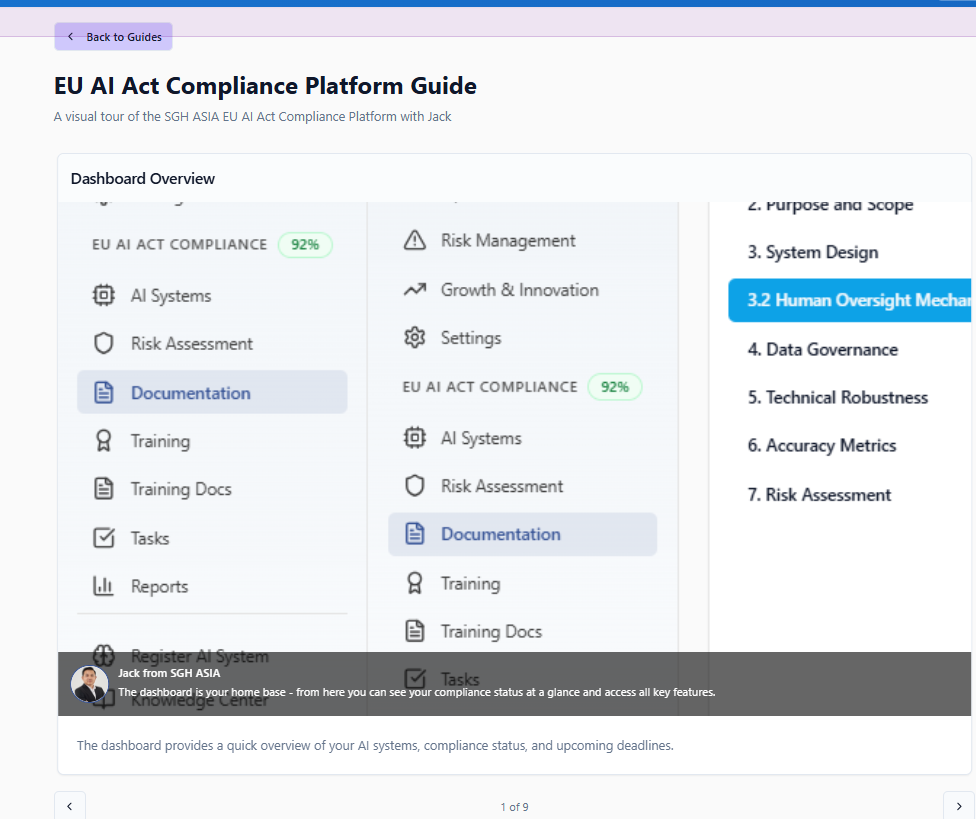 Back to Guides
EU AI Act Compliance Platform Guide
A visual tour of the SGH ASIA EU AI Act Compliance Platform with Jack
Dashboard Overview
EU AI ACT COMPLIANCE 92%
AI Systems
Risk Assessment
Documentation
Training
Training Docs
Tasks
Reports
Register AI System
Knowledge Center
Risk Management
Growth & Innovation
Settings
EU AI ACT COMPLIANCE 92%
AI Systems
Risk Assessment
Documentation
Training
Training Docs
Tasks
2. Purpose and Scope
3. System Design
3.2 Human Oversight Mechan
4. Data Governance
5. Technical Robustness
6. Accuracy Metrics
7. Risk Assessment
Jack from SGH ASIA
The dashboard is your home base - from here you can see your compliance status at a glance and access all key features.
The dashboard provides a quick overview of your AI systems, compliance status, and upcoming deadlines.
1 of 9